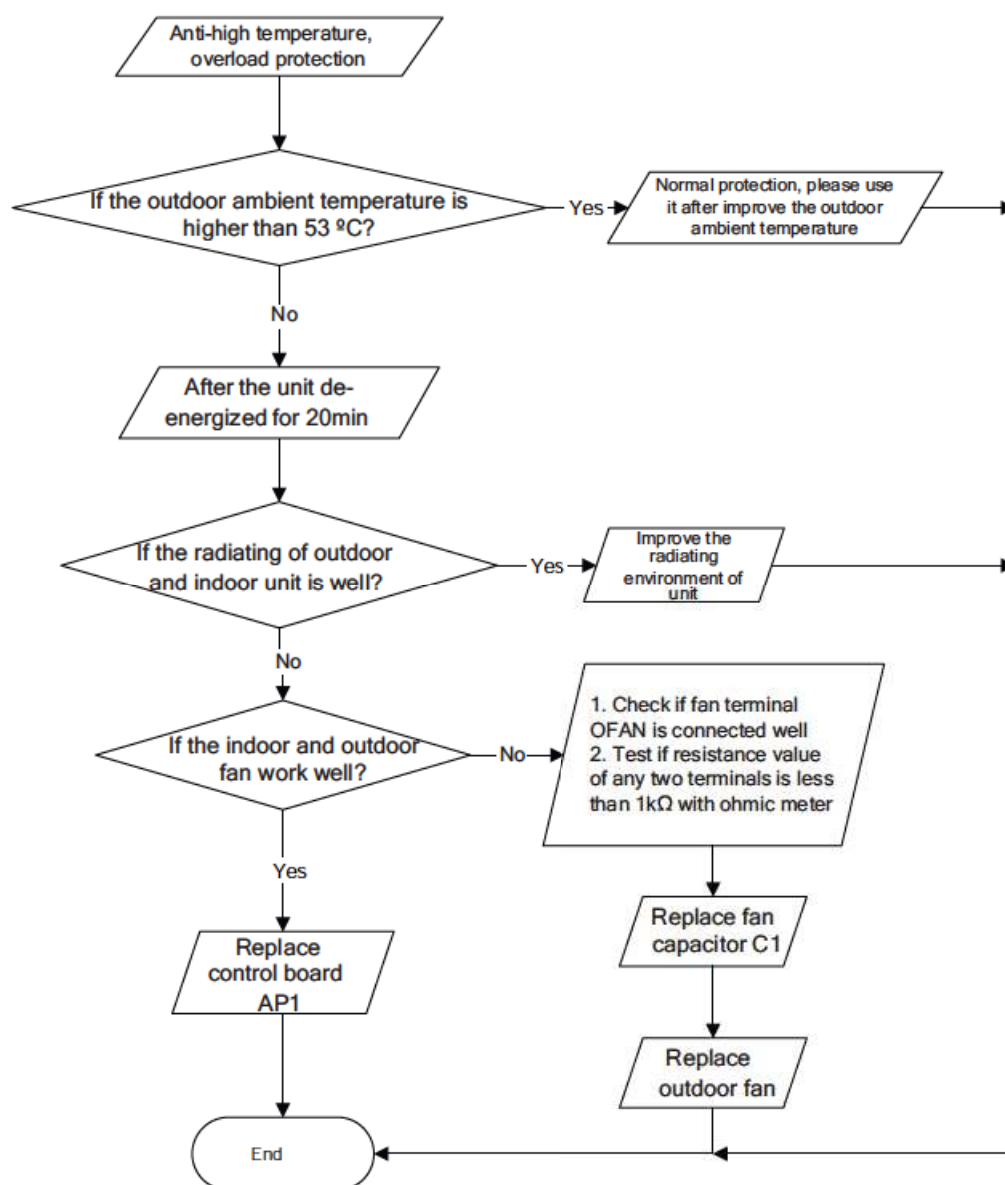 Anti-high temperature,
overload protection
If the outdoor ambient temperature is
higher than 53 ºC?
Yes
Normal protection, please use
it after improve the outdoor
ambient temperature
No
After the unit de-
energized for 20min
If the radiating of outdoor
and indoor unit is well?
Yes
Improve the
radiating
environment of
unit
No
If the indoor and outdoor
fan work well?
No
1. Check if fan terminal
OFAN is connected well
2. Test if resistance value
of any two terminals is less
than 1kΩ with ohmic meter
Yes
Replace
control board
AP1
Replace fan
capacitor C1
Replace
outdoor fan
End